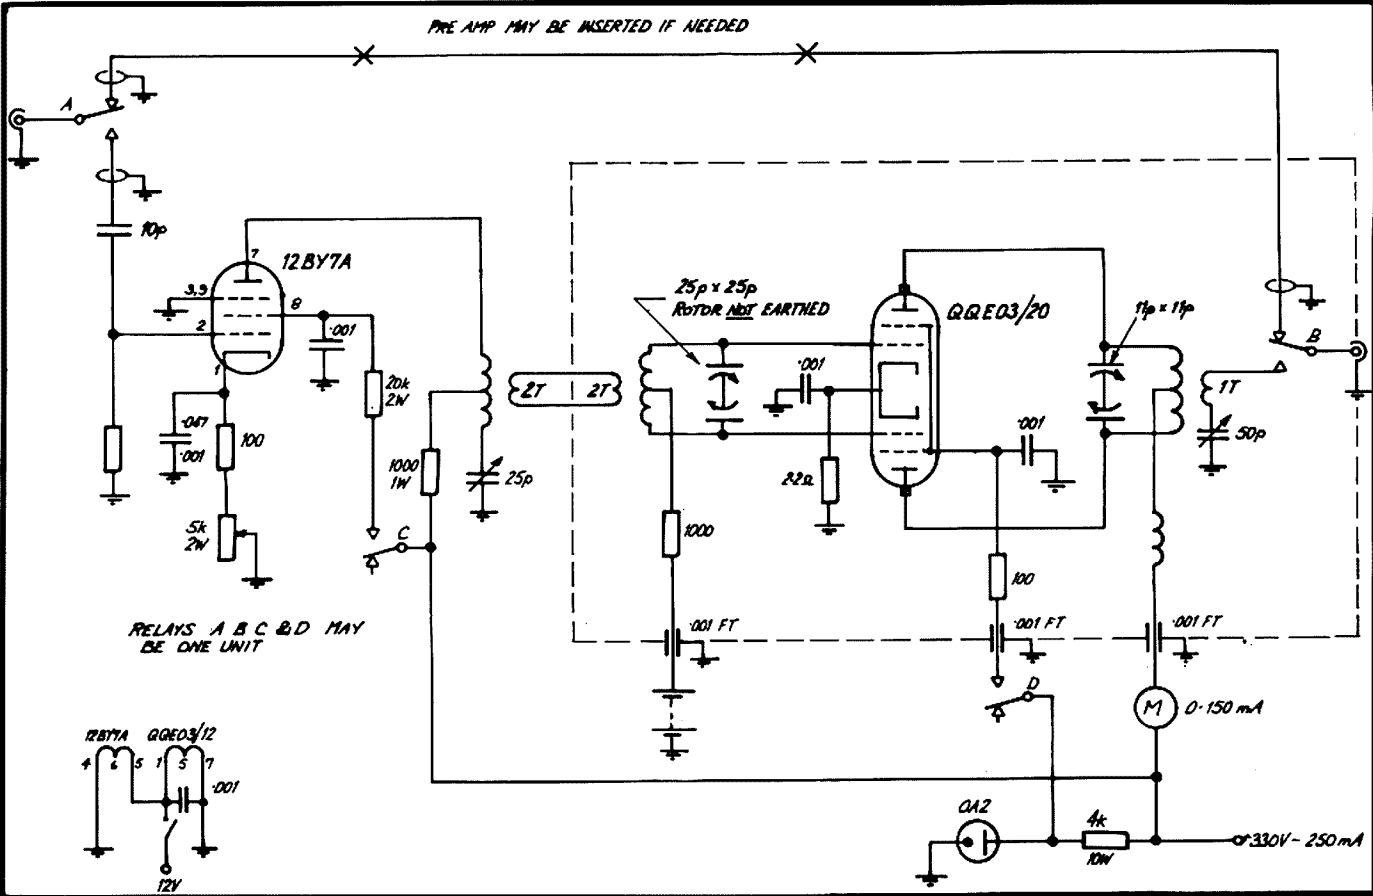 PRE AMP MAY BE INSERTED IF NEEDED
A
10p
7
12BY7A
3,9
8
2
.001
1
20k
2W
.047
.001
100
1000
1W
5k
2W
C
25p
2T
2T
25p x 25p
ROTOR NOT EARTHED
QQE03/20
11p x 11p
B
.001
1T
50p
.001
22Ω
1000
100
.001 FT
.001 FT
.001 FT
D
M
0-150 mA
RELAYS A B C & D MAY
BE ONE UNIT
12BY7A
QQE03/12
4
6
5
1
5
7
.001
12V
OA2
4k
10W
330V - 250 mA